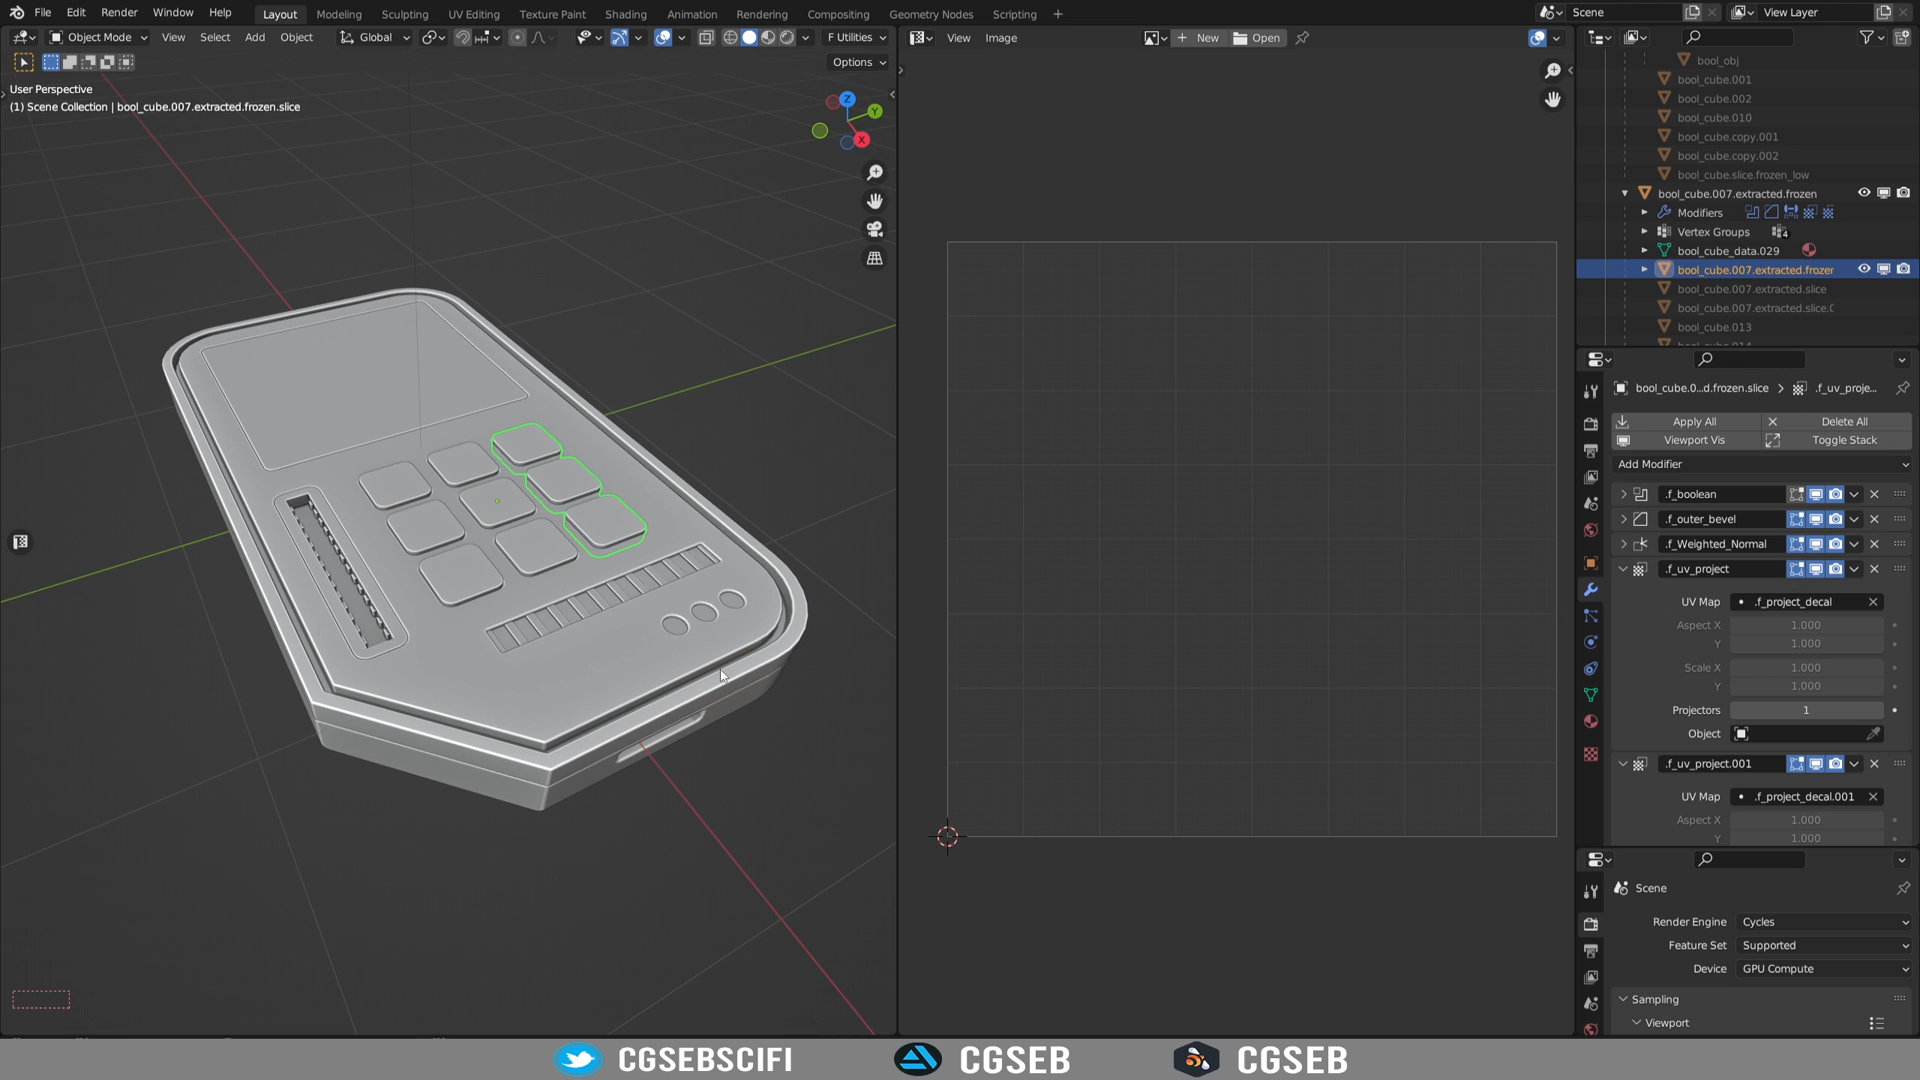 File Edit Render Window Help
Layout Modeling Sculpting UV Editing Texture Paint Shading Animation Rendering Compositing Geometry Nodes Scripting +
Scene
View Layer
Object Mode View Select Add Object Global F Utilities
Options
User Perspective
(1) Scene Collection | bool_cube.007.extracted.frozen.slice
Z
Y
X
View Image + New Open
bool_obj
bool_cube.001
bool_cube.002
bool_cube.010
bool_cube.copy.001
bool_cube.copy.002
bool_cube.slice.frozen_low
bool_cube.007.extracted.frozen
Modifiers
Vertex Groups 4
bool_cube_data.029
bool_cube.007.extracted.frozer
bool_cube.007.extracted.slice
bool_cube.007.extracted.slice.0
bool_cube.013
bool_cube.0...d.frozen.slice > .f_uv_proje...
Apply All Delete All
Viewport Vis Toggle Stack
Add Modifier
.f_boolean
.f_outer_bevel
.f_Weighted_Normal
.f_uv_project
UV Map .f_project_decal
Aspect X 1.000
Y 1.000
Scale X 1.000
Y 1.000
Projectors 1
Object
.f_uv_project.001
UV Map .f_project_decal.001
Aspect X 1.000
Y 1.000
Scene
Render Engine Cycles
Feature Set Supported
Device GPU Compute
Sampling
Viewport
CGSEBSCIFI CGSEB CGSEB